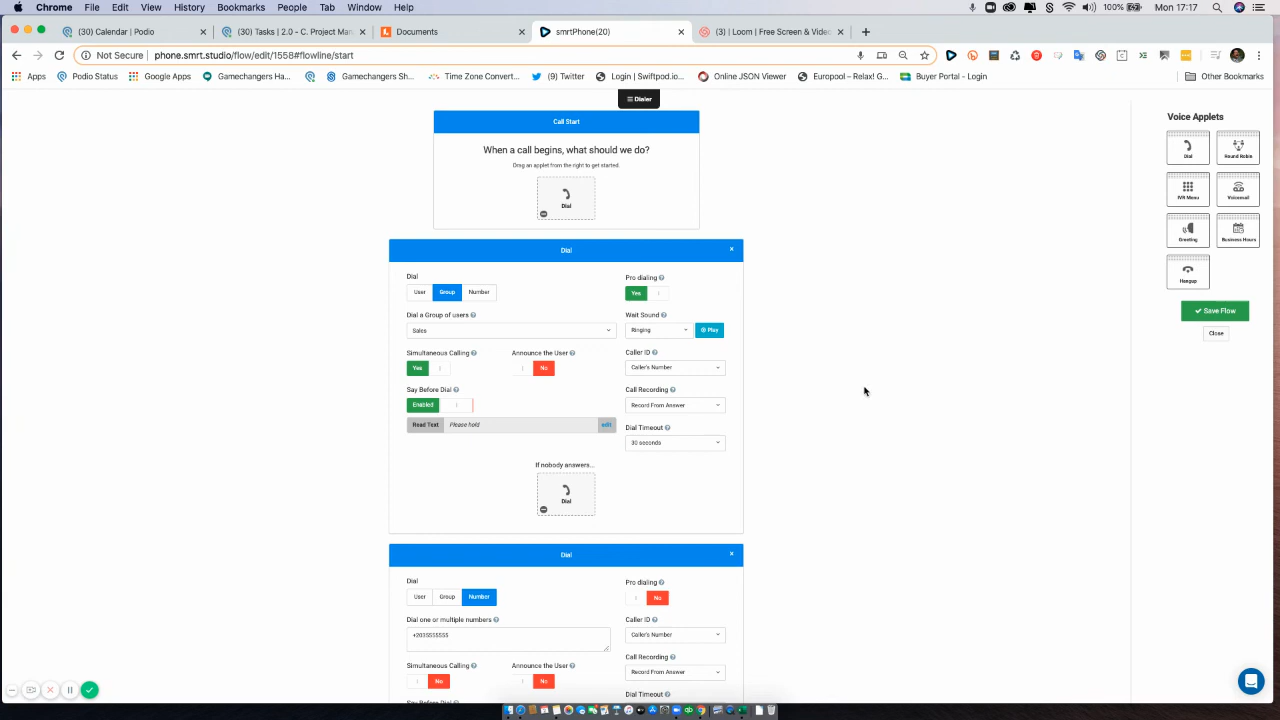 Chrome File Edit View History Bookmarks People Tab Window Help 100% Mon 17:17
(30) Calendar | Podio (30) Tasks | 2.0 - C. Project Man Documents smrtPhone(20) (3) Loom | Free Screen & Video
Not Secure | phone.smrt.studio/flow/edit/1558#flowline/start
Apps Podio Status Google Apps Gamechangers Sh... Time Zone Convert... (1) Twitter Login | Swiftpod.io... Online JSON Viewer Europool – Relax! G... Buyer Portal - Login Other Bookmarks
Dialer
Call Start
When a call begins, what should we do?
Drag an applet from the right to get started.
Dial
Dial
Dial
User Group Number
Dial a Group of users
Sales
Simultaneous Calling Announce the User
Yes No
Say Before Dial
Enabled
Read Text Please hold edit
Pro dialing
Yes
Wait Sound
Ringing Play
Caller ID
Caller's Number
Call Recording
Record From Answer
Dial Timeout
30 seconds
If nobody answers...
Dial
Dial
Dial
User Group Number
Dial one or multiple numbers
+2035555555
Simultaneous Calling Announce the User
No No
Say Before Dial
Pro dialing
No
Caller ID
Caller's Number
Call Recording
Record From Answer
Dial Timeout
Voice Applets
Dial Round Robin
IVR Menu Voicemail
Greeting Business Hours
Hangup
Save Flow
Close